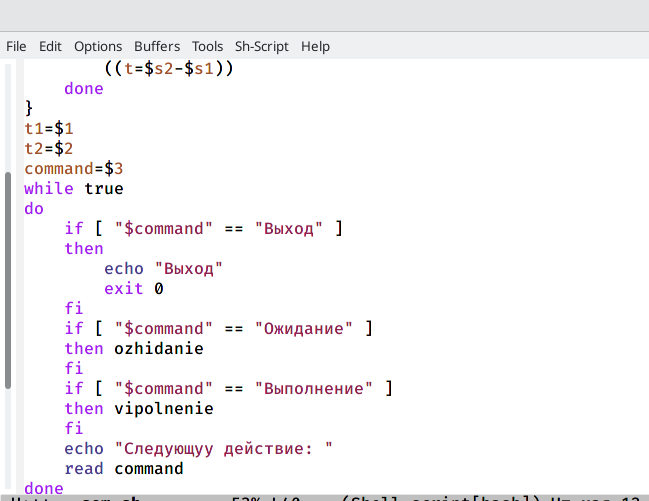 File Edit Options Buffers Tools Sh-Script Help
((t=$s2-$s1))
done
}
t1=$1
t2=$2
command=$3
while true
do
if [ "$command" == "Выход" ]
then
echo "Выход"
exit 0
fi
if [ "$command" == "Ожидание" ]
then ozhidanie
fi
if [ "$command" == "Выполнение" ]
then vipolnenie
fi
echo "Следующуу действие: "
read command
done